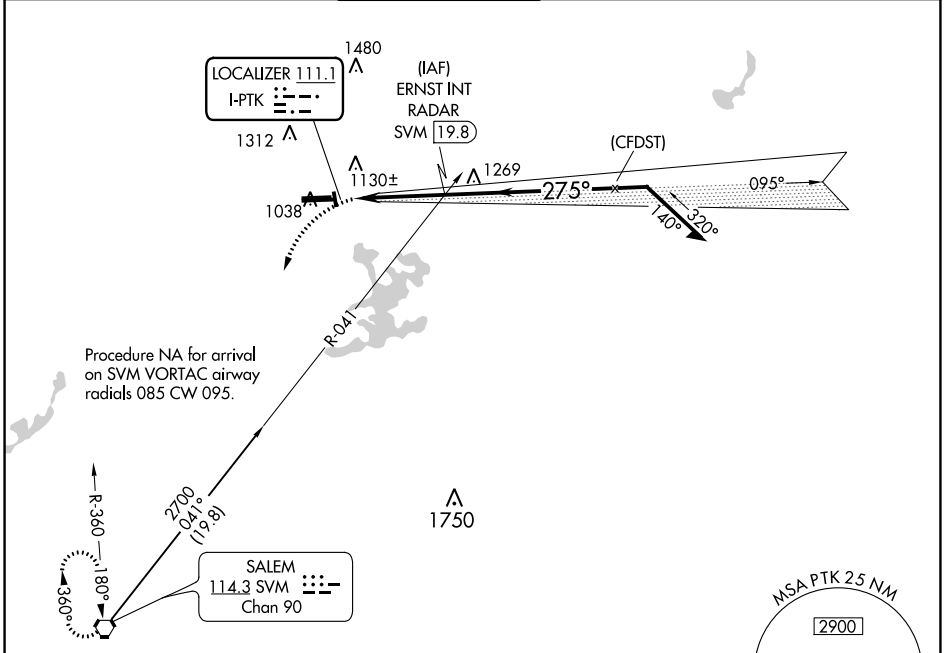 1480
LOCALIZER 111.1
I-PTK
1312
(IAF)
ERNST INT
RADAR
SVM 19.8
(CFDST)
1130±
1269
1038
275°
095°
140°
320°
R-041
Procedure NA for arrival
on SVM VORTAC airway
radials 085 CW 095.
2700
041°
(19.8)
1750
R-360
180°
360°
SALEM
114.3 SVM
Chan 90
MSA PTK 25 NM
2900